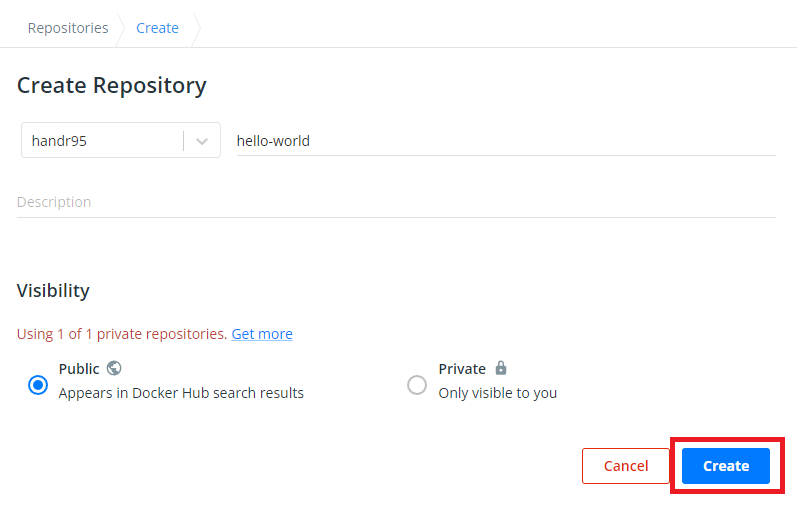 Repositories Create
Create Repository
handr95 hello-world
Description
Visibility
Using 1 of 1 private repositories. Get more
Public Private
Appears in Docker Hub search results Only visible to you
Cancel Create